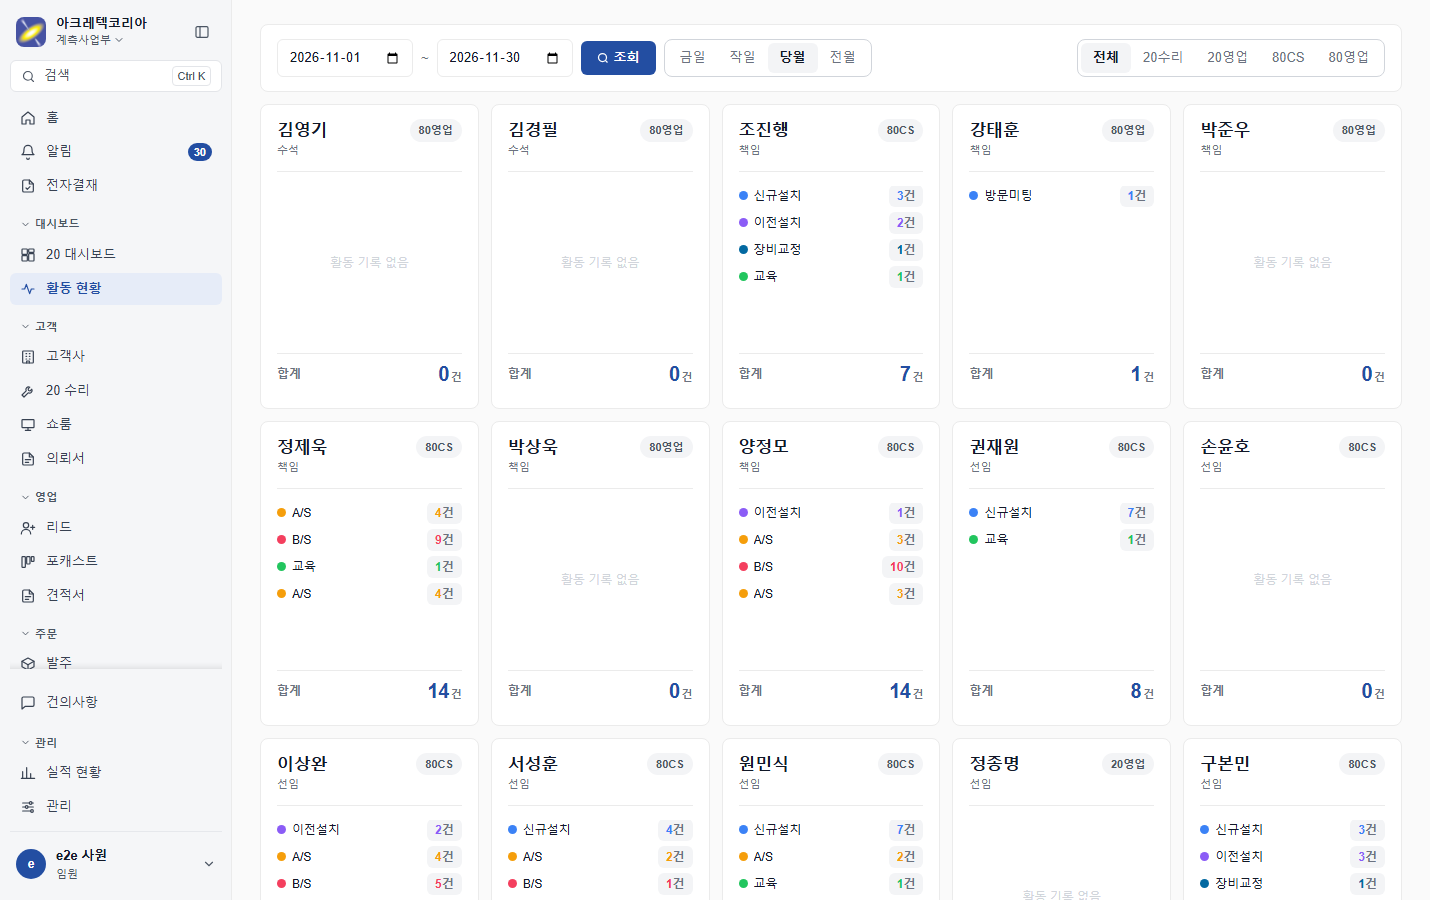 아크레텍코리아
계측사업부
검색
Ctrl K
홈
알림
30
전자결재
대시보드
20 대시보드
활동 현황
고객
고객사
20 수리
쇼룸
의뢰서
영업
리드
포캐스트
견적서
주문
발주
건의사항
관리
실적 현황
관리
e
e2e 사원
임원
2026-11-01 ~ 2026-11-30 조회 금일 작일 당월 전월
전체 20수리 20영업 80CS 80영업
김영기 80영업
수석
활동 기록 없음
합계 0건
김경필 80영업
수석
활동 기록 없음
합계 0건
조진행 80CS
책임
신규설치 3건
이전설치 2건
장비교정 1건
교육 1건
합계 7건
강태훈 80영업
책임
방문미팅 1건
합계 1건
박준우 80영업
책임
활동 기록 없음
합계 0건
정제욱 80CS
책임
A/S 4건
B/S 9건
교육 1건
A/S 4건
합계 14건
박상욱 80영업
책임
활동 기록 없음
합계 0건
양정모 80CS
책임
이전설치 1건
A/S 3건
B/S 10건
A/S 3건
합계 14건
권재원 80CS
선임
신규설치 7건
교육 1건
합계 8건
손윤호 80CS
선임
활동 기록 없음
합계 0건
이상완 80CS
선임
이전설치 2건
A/S 4건
B/S 5건
서성훈 80CS
선임
신규설치 4건
A/S 2건
B/S 1건
원민식 80CS
선임
신규설치 7건
A/S 2건
교육 1건
정종명 20영업
선임
활동 기록 없음
구본민 80CS
선임
신규설치 3건
이전설치 3건
장비교정 1건